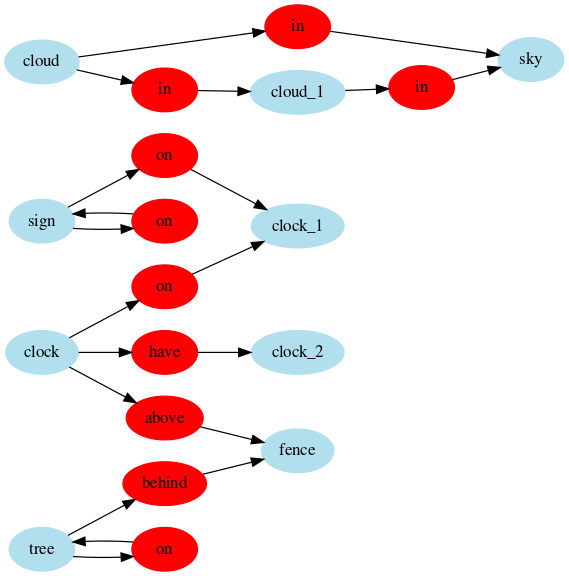 in
cloud
sky
in
cloud_1
in
on
sign
on
clock_1
on
clock
have
clock_2
above
fence
behind
tree
on